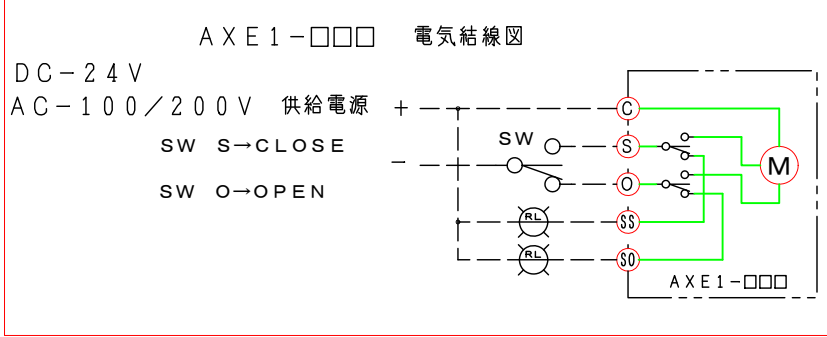 AXE1-□□□ 電気結線図
DC-24V
AC-100/200V 供給電源 +
-
SW S→CLOSE
SW O→OPEN
SW
C
S
O
M
RL
SS
RL
SO
AXE1-□□□